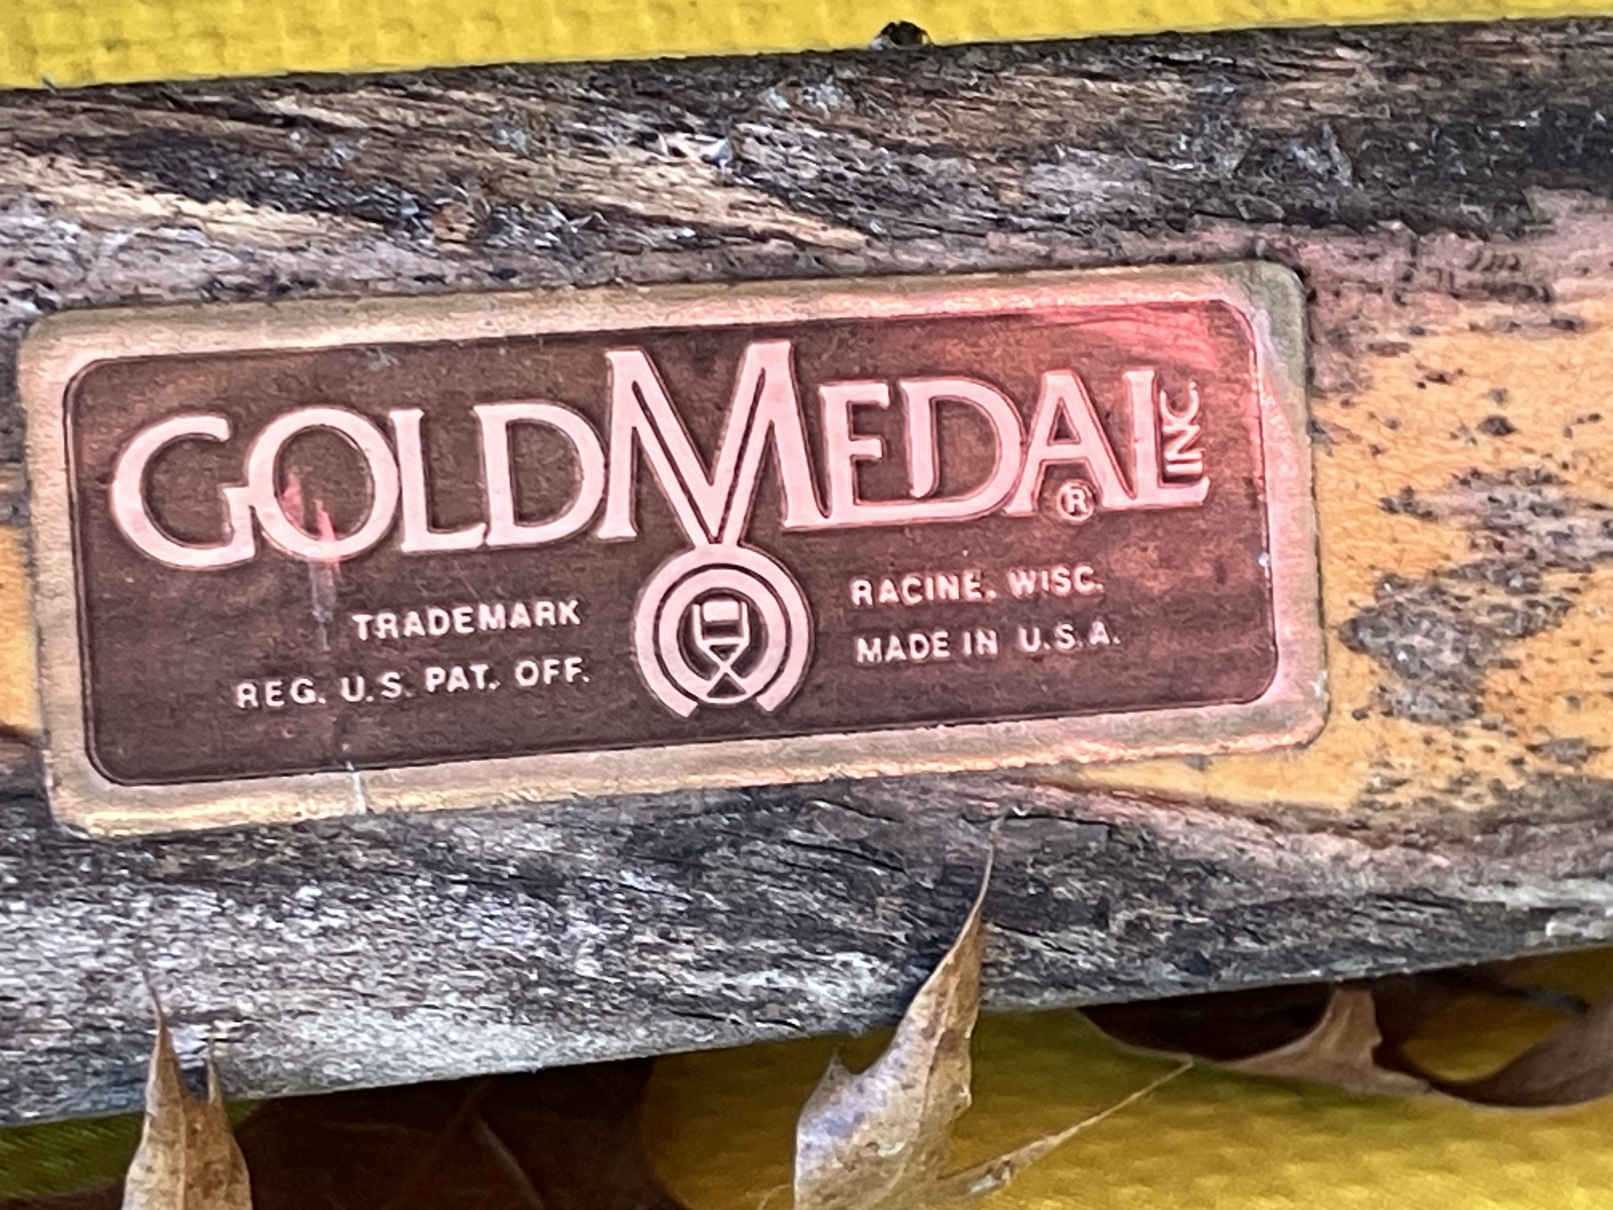 GOLDMEDAL INC.
®
TRADEMARK
REG. U.S. PAT. OFF.
RACINE, WISC.
MADE IN U.S.A.